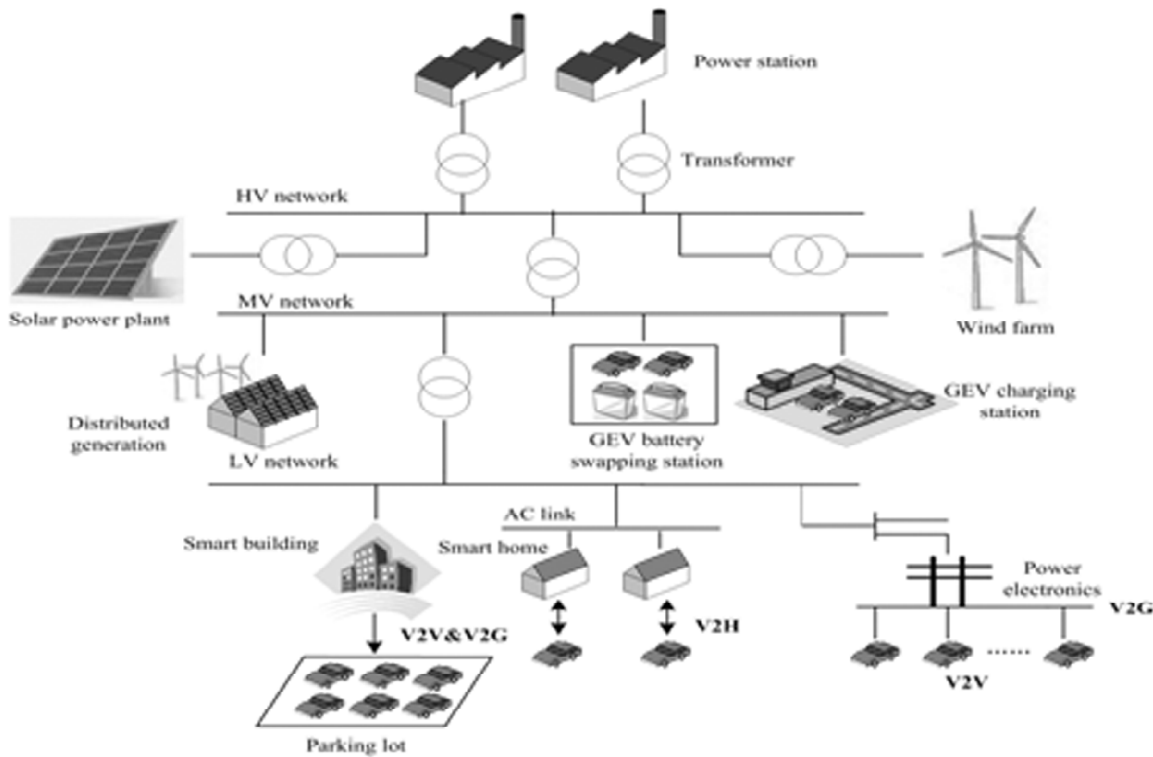 Power station
Transformer
HV network
MV network
Solar power plant
Wind farm
Distributed
generation
GEV charging
station
GEV battery
swapping station
LV network
AC link
Smart building
Smart home
Power
electronics
V2G
V2V&V2G
V2H
V2V
Parking lot